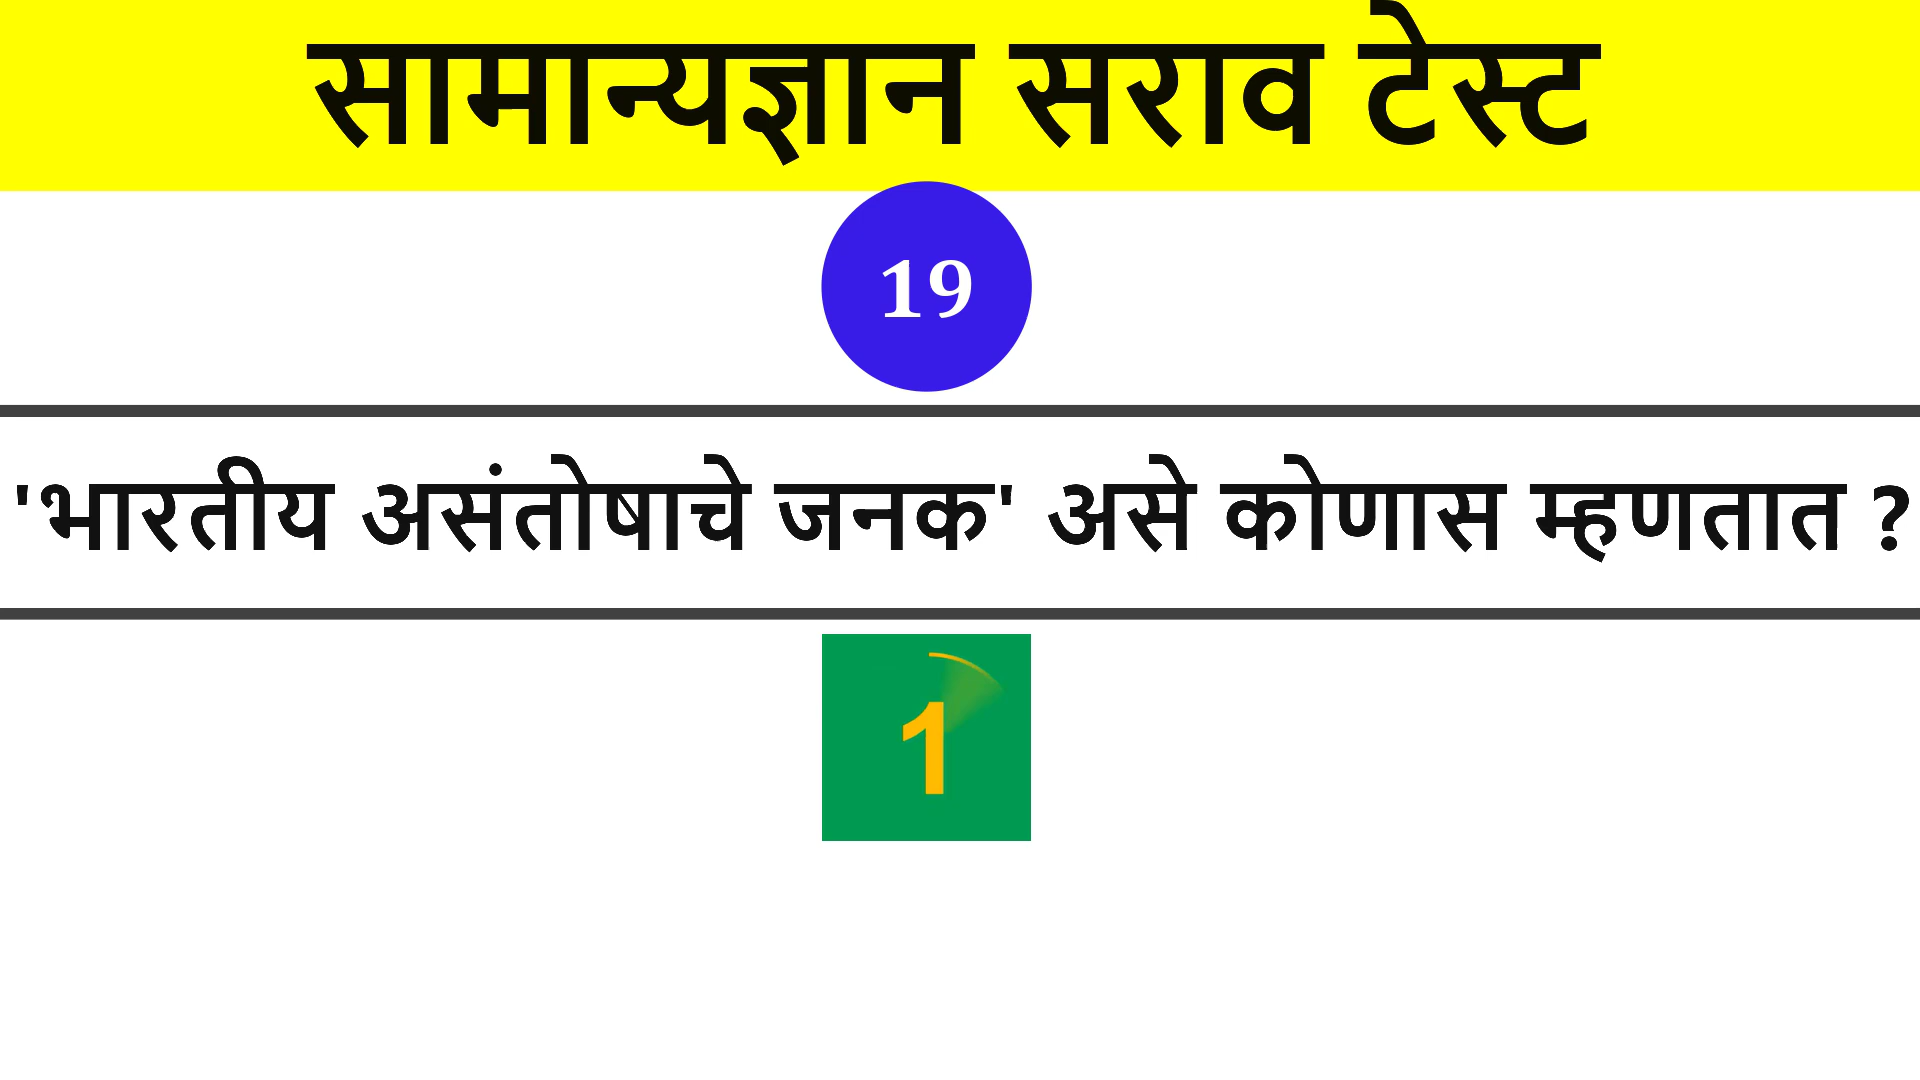 सामान्यज्ञान सराव टेस्ट
19
'भारतीय असंतोषाचे जनक' असे कोणास म्हणतात ?
1